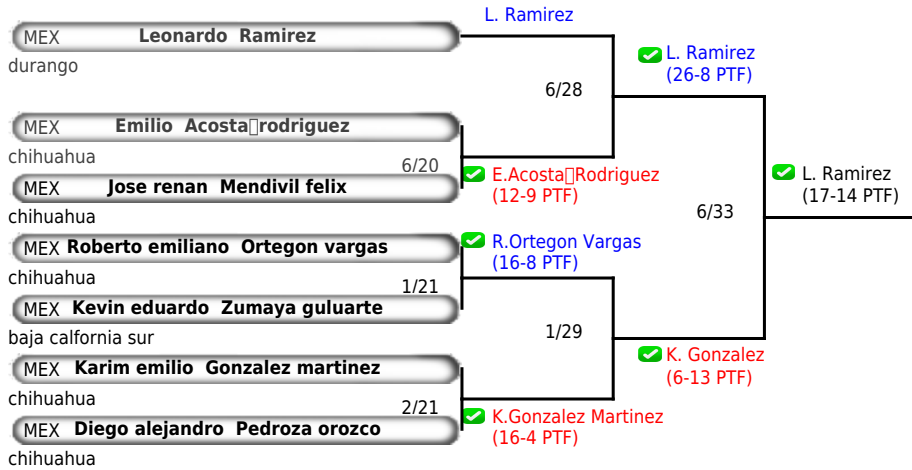 L. Ramirez
MEX Leonardo Ramirez
durango
L. Ramirez
(26-8 PTF)
6/28
MEX Emilio Acosta▯rodriguez
chihuahua
6/20
E.Acosta▯Rodriguez
(12-9 PTF)
MEX Jose renan Mendivil felix
chihuahua
L. Ramirez
(17-14 PTF)
6/33
MEX Roberto emiliano Ortegon vargas
chihuahua
R.Ortegon Vargas
(16-8 PTF)
1/21
MEX Kevin eduardo Zumaya guluarte
baja calfornia sur
1/29
K. Gonzalez
(6-13 PTF)
MEX Karim emilio Gonzalez martinez
chihuahua
2/21
K.Gonzalez Martinez
(16-4 PTF)
MEX Diego alejandro Pedroza orozco
chihuahua